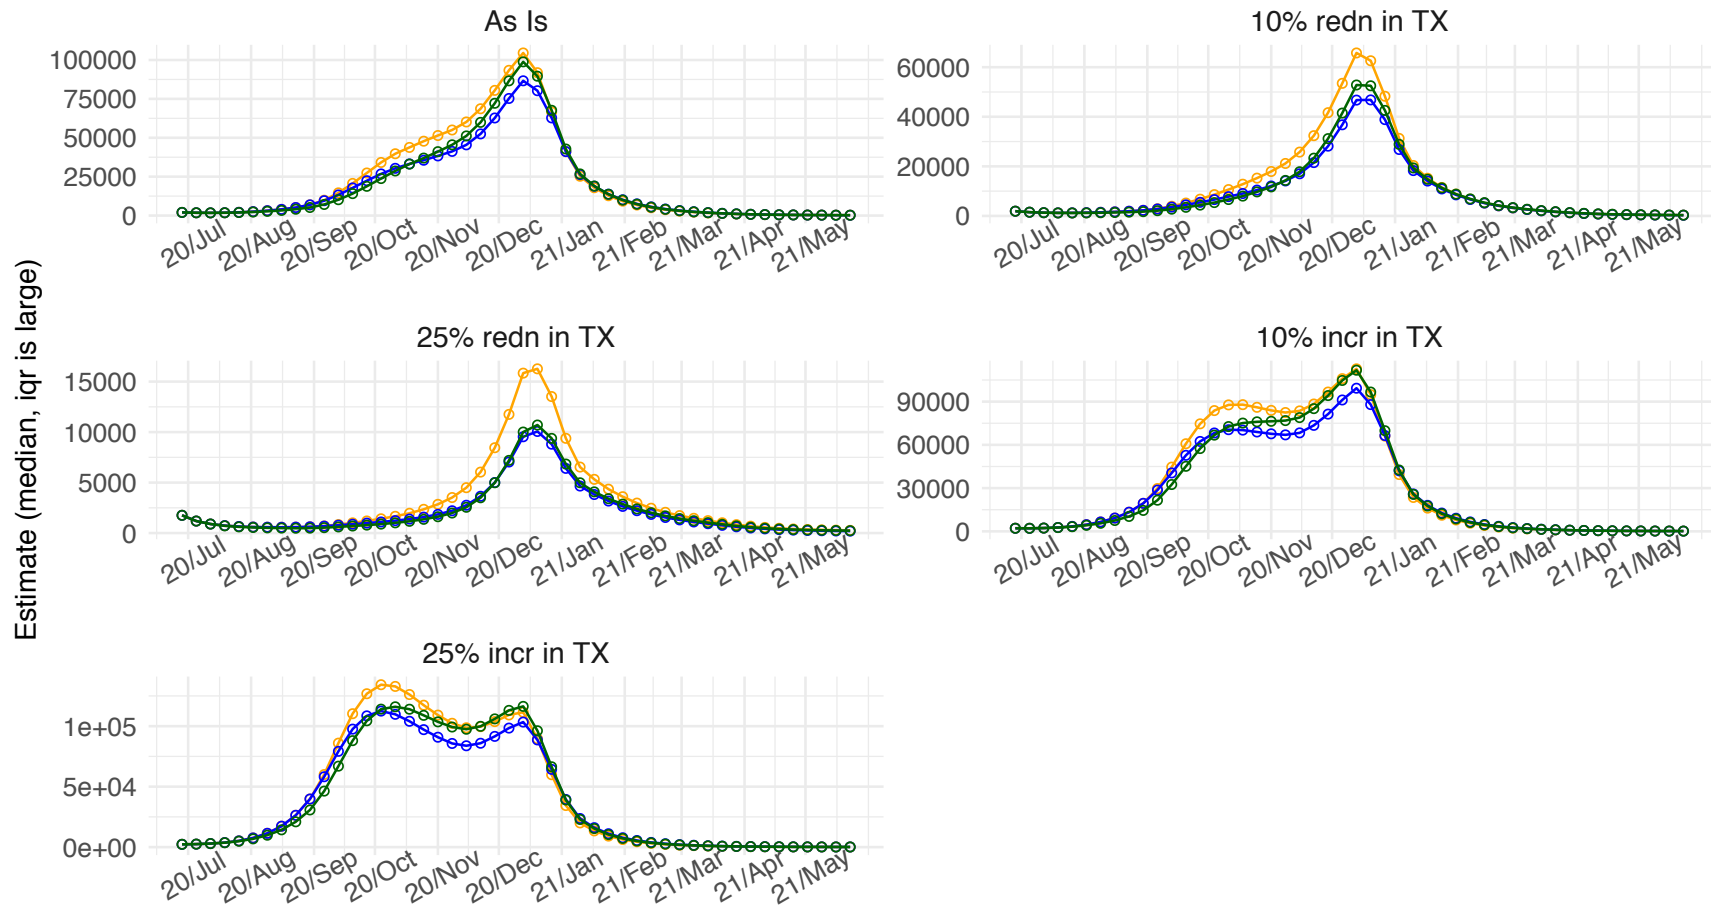 As Is
100000
75000
50000
25000
0
20/Jul 20/Aug 20/Sep 20/Oct 20/Nov 20/Dec 21/Jan 21/Feb 21/Mar 21/Apr 21/May
10% redn in TX
60000
40000
20000
0
20/Jul 20/Aug 20/Sep 20/Oct 20/Nov 20/Dec 21/Jan 21/Feb 21/Mar 21/Apr 21/May
Estimate (median, iqr is large)
25% redn in TX
15000
10000
5000
0
20/Jul 20/Aug 20/Sep 20/Oct 20/Nov 20/Dec 21/Jan 21/Feb 21/Mar 21/Apr 21/May
10% incr in TX
90000
60000
30000
0
20/Jul 20/Aug 20/Sep 20/Oct 20/Nov 20/Dec 21/Jan 21/Feb 21/Mar 21/Apr 21/May
25% incr in TX
1e+05
5e+04
0e+00
20/Jul 20/Aug 20/Sep 20/Oct 20/Nov 20/Dec 21/Jan 21/Feb 21/Mar 21/Apr 21/May